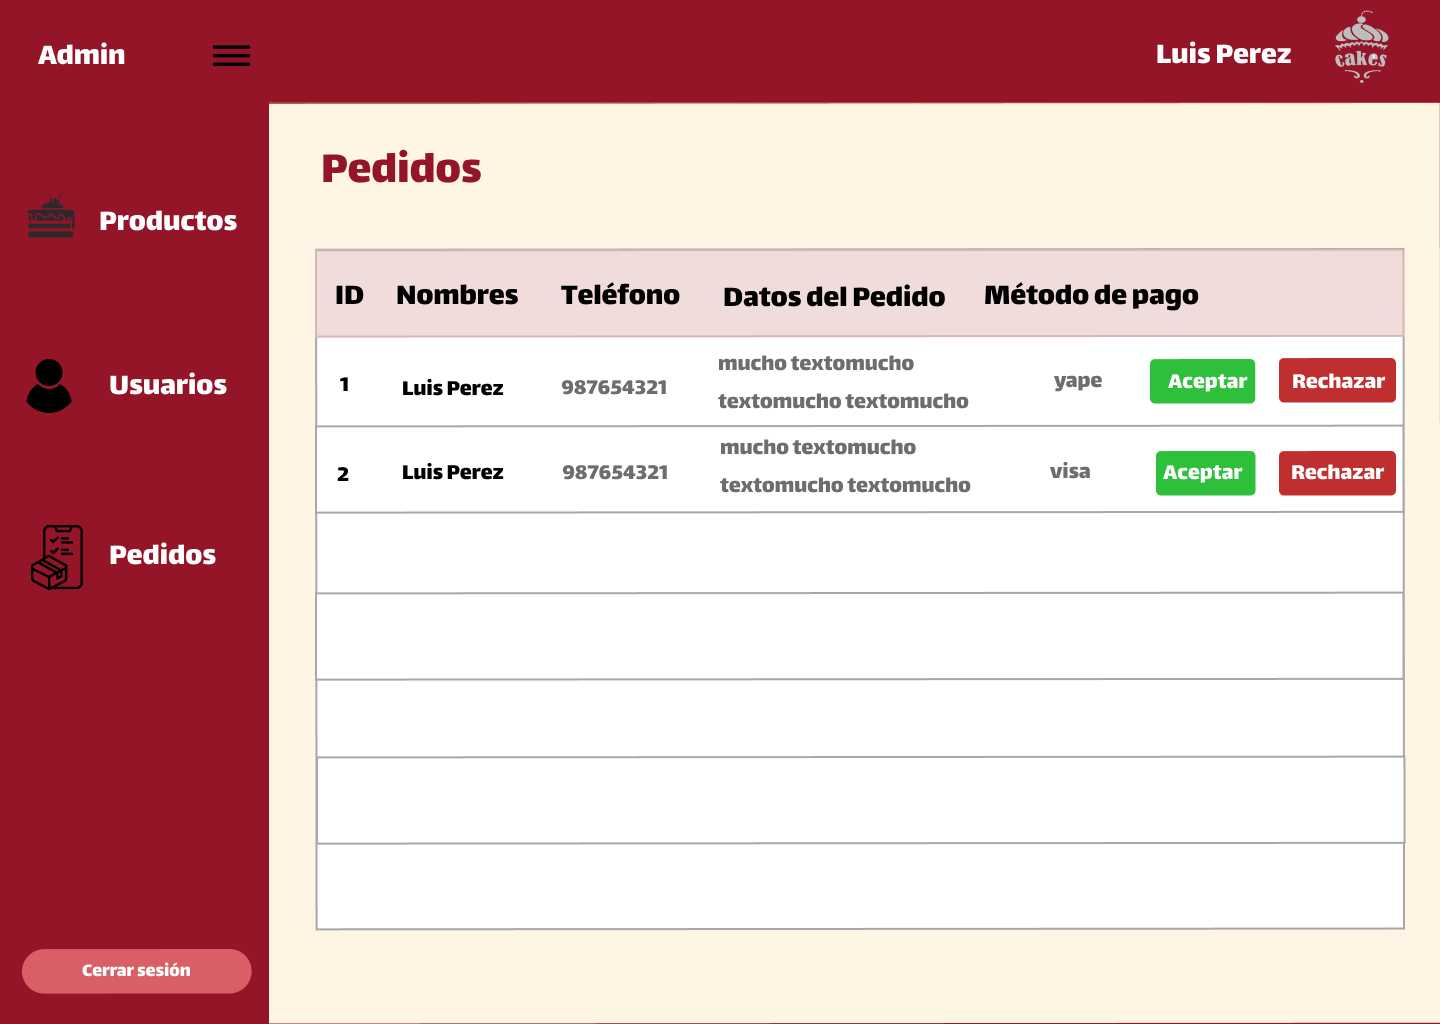 Admin
Luis Perez
cakes
Pedidos
Productos
Usuarios
Pedidos
Cerrar sesión
ID Nombres Teléfono Datos del Pedido Método de pago
1 Luis Perez 987654321 mucho textomucho
textomucho textomucho yape Aceptar Rechazar
2 Luis Perez 987654321 mucho textomucho
textomucho textomucho visa Aceptar Rechazar